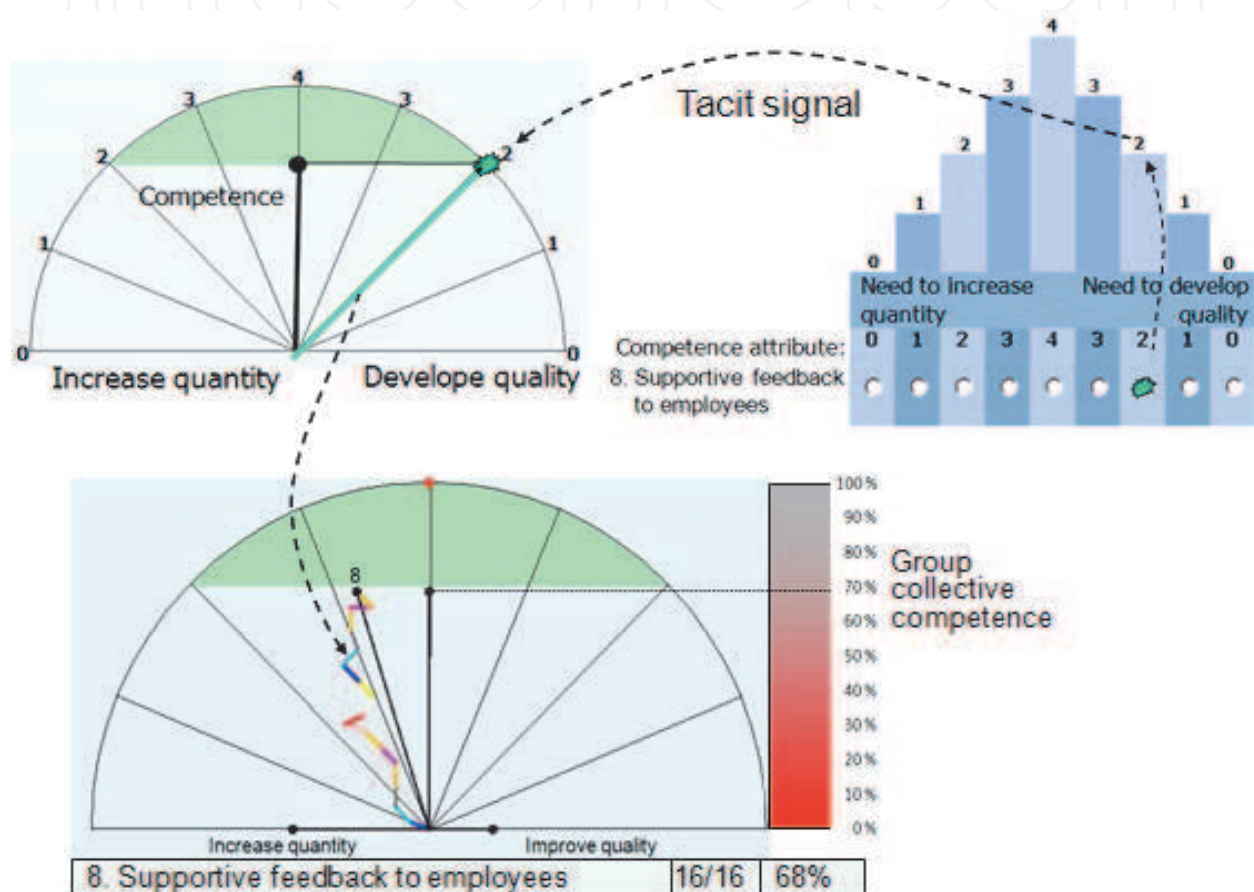 4
3
3
2
2
Competence
1
1
0
0
Increase quantity
Develope quality
Tacit signal
4
3
3
2
2
1
1
0
0
Need to increase quantity
Need to develop quality
Competence attribute:
0 1 2 3 4 3 2 1 0
8. Supportive feedback
to employees
8
100%
90%
80%
70%
60%
50%
40%
30%
20%
10%
0%
Group
collective
competence
Increase quantity
Improve quality
8. Supportive feedback to employees 16/16 68%